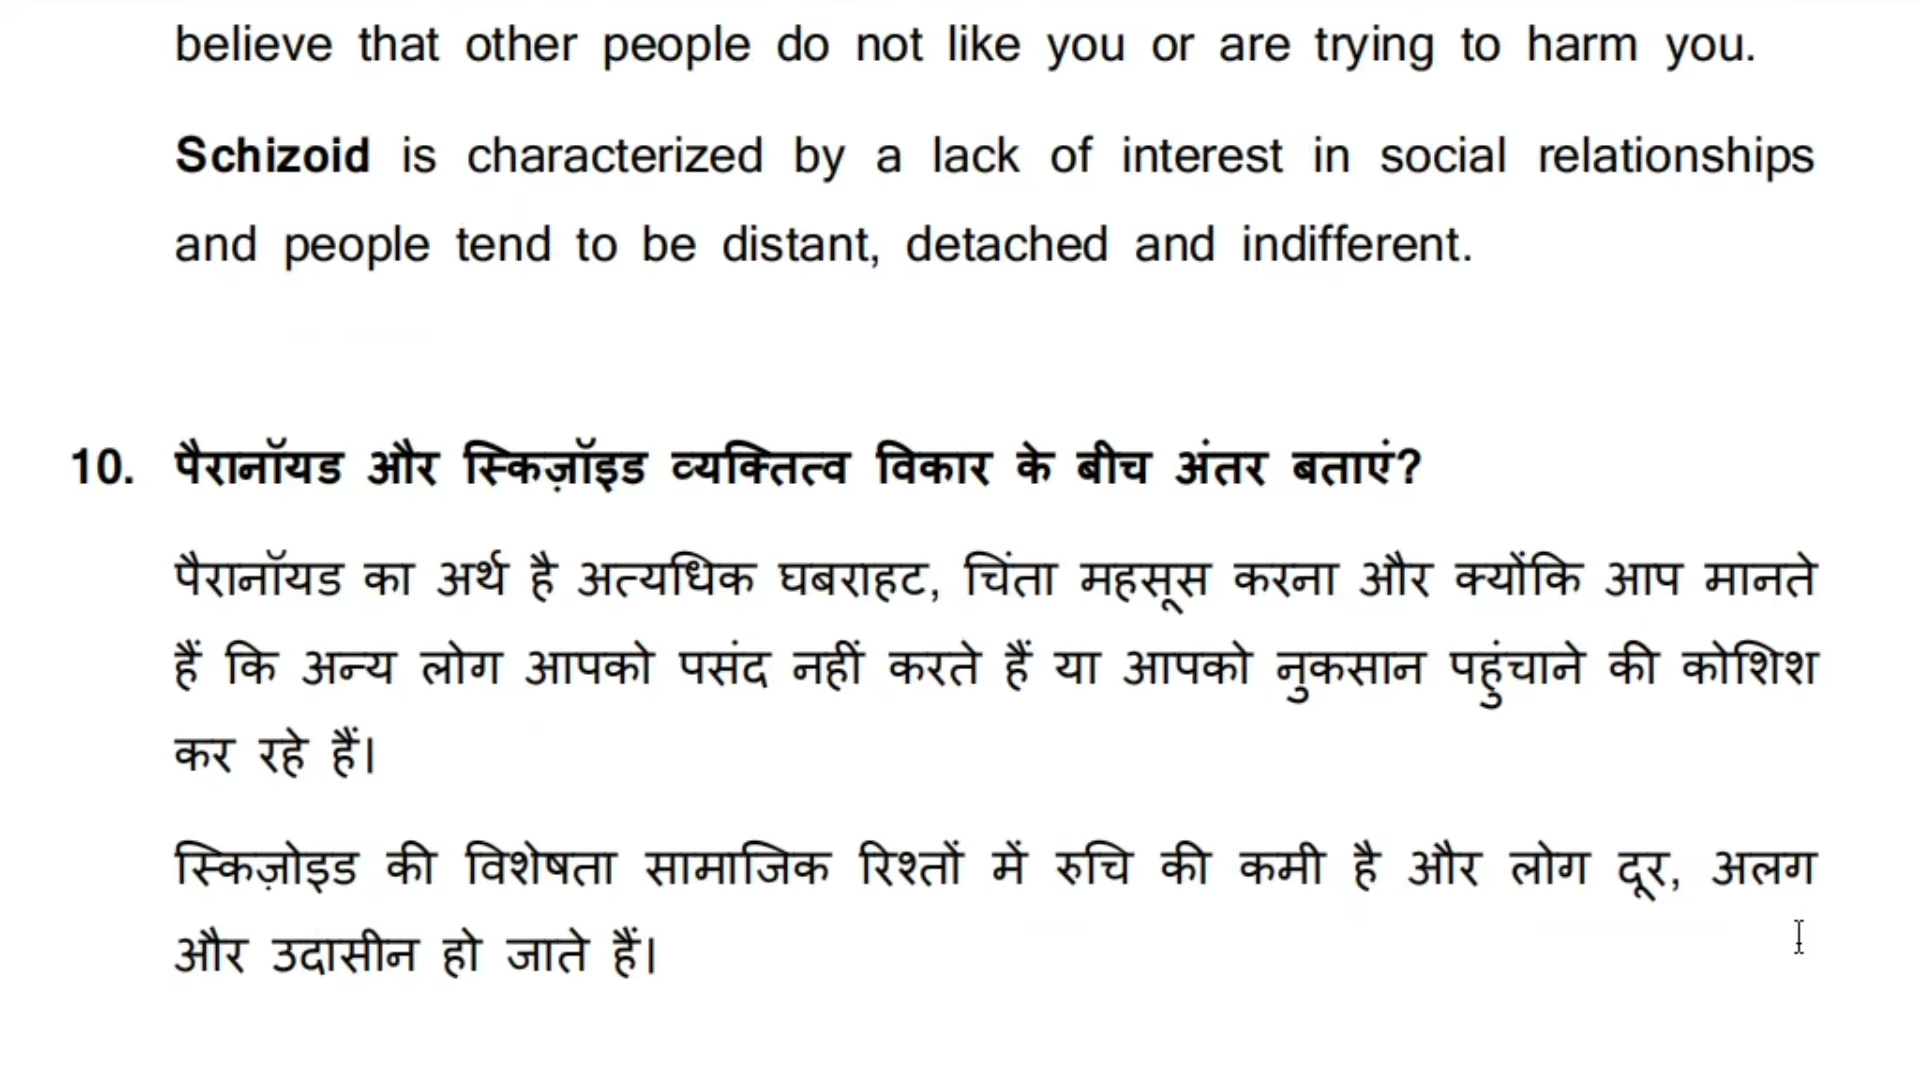 believe that other people do not like you or are trying to harm you.
Schizoid is characterized by a lack of interest in social relationships
and people tend to be distant, detached and indifferent.
10. पैरानॉयड और स्किज़ॉइड व्यक्तित्व विकार के बीच अंतर बताएं?
पैरानॉयड का अर्थ है अत्यधिक घबराहट, चिंता महसूस करना और क्योंकि आप मानते
हैं कि अन्य लोग आपको पसंद नहीं करते हैं या आपको नुकसान पहुंचाने की कोशिश
कर रहे हैं।
स्किज़ोइड की विशेषता सामाजिक रिश्तों में रुचि की कमी है और लोग दूर, अलग
और उदासीन हो जाते हैं।